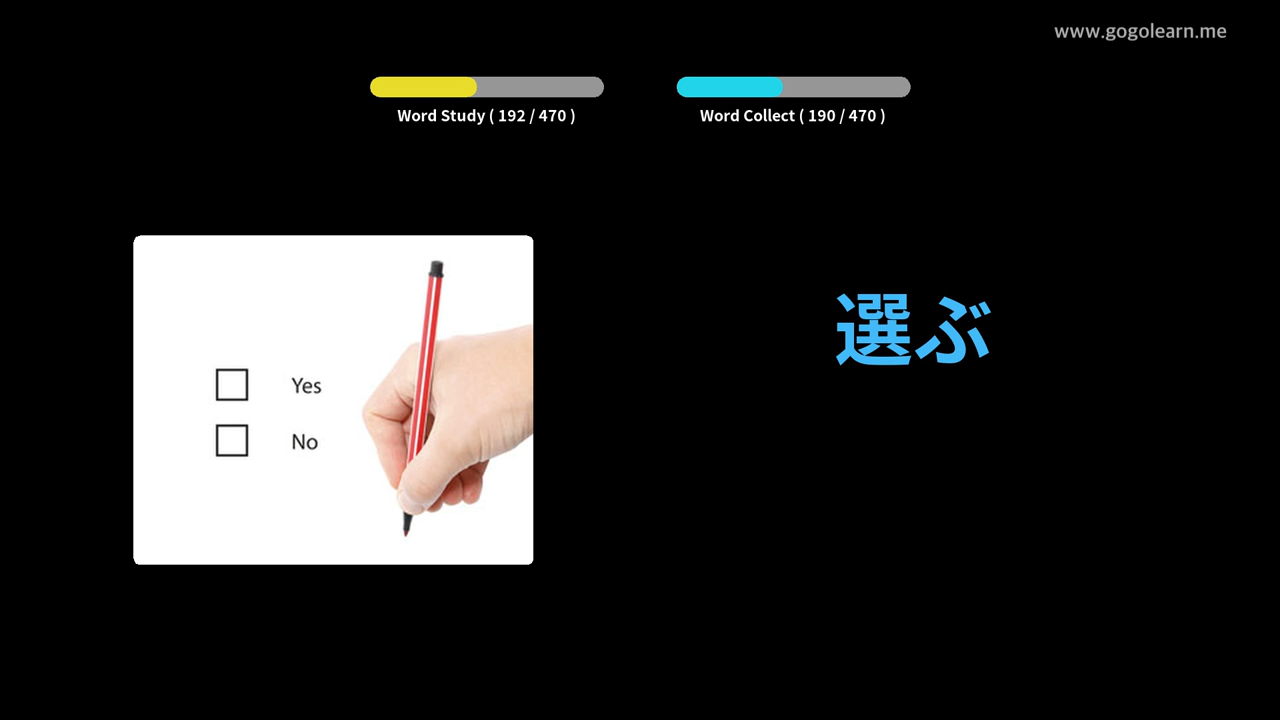 www.gogolearn.me
Word Study ( 192 / 470 )
Word Collect ( 190 / 470 )
Yes
No
選ぶ